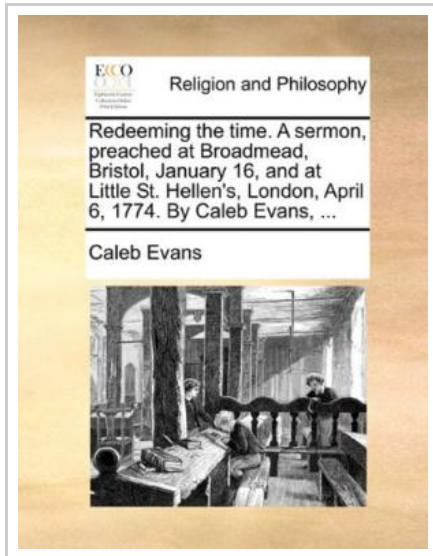 ECCO
Religion and Philosophy
Redeeming the time. A sermon,
preached at Broadmead,
Bristol, January 16, and at
Little St. Hellen's, London, April
6, 1774. By Caleb Evans, ...
Caleb Evans